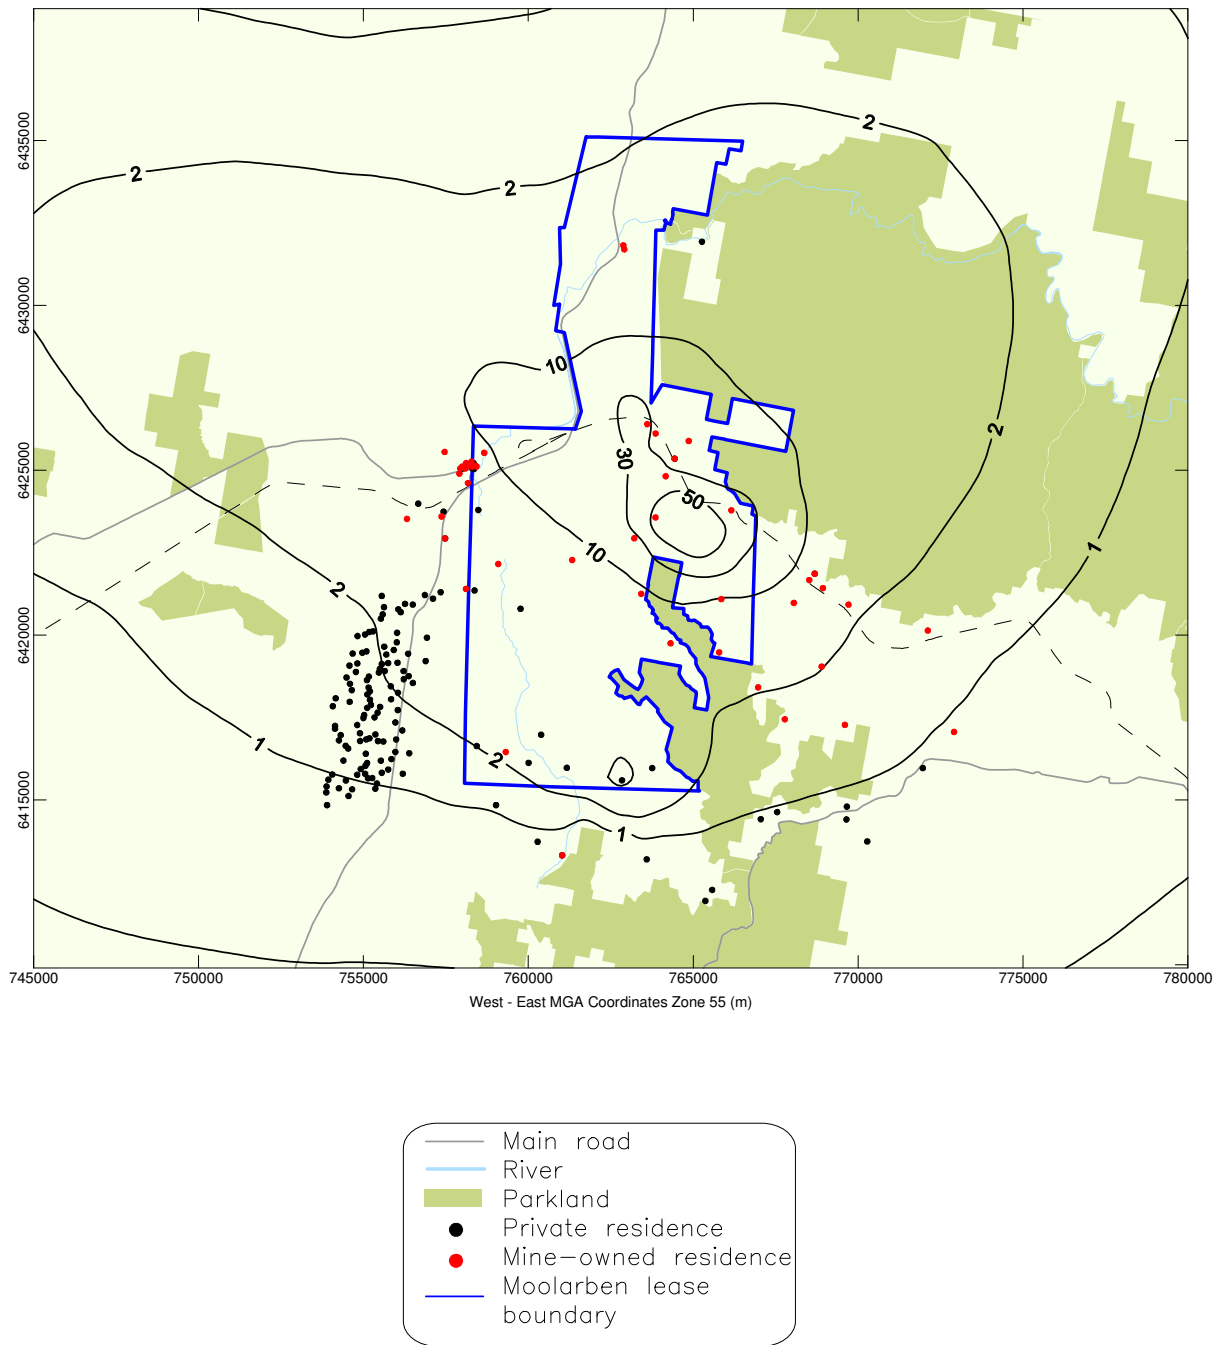 2
6435000
2
2
6430000
10
2
30
6425000
50
10
1
2
6420000
1
2
6415000
1
745000 750000 755000 760000 765000 770000 775000 780000
West - East MGA Coordinates Zone 55 (m)
Main road
River
Parkland
Private residence
Mine-owned residence
Moolarben lease
boundary